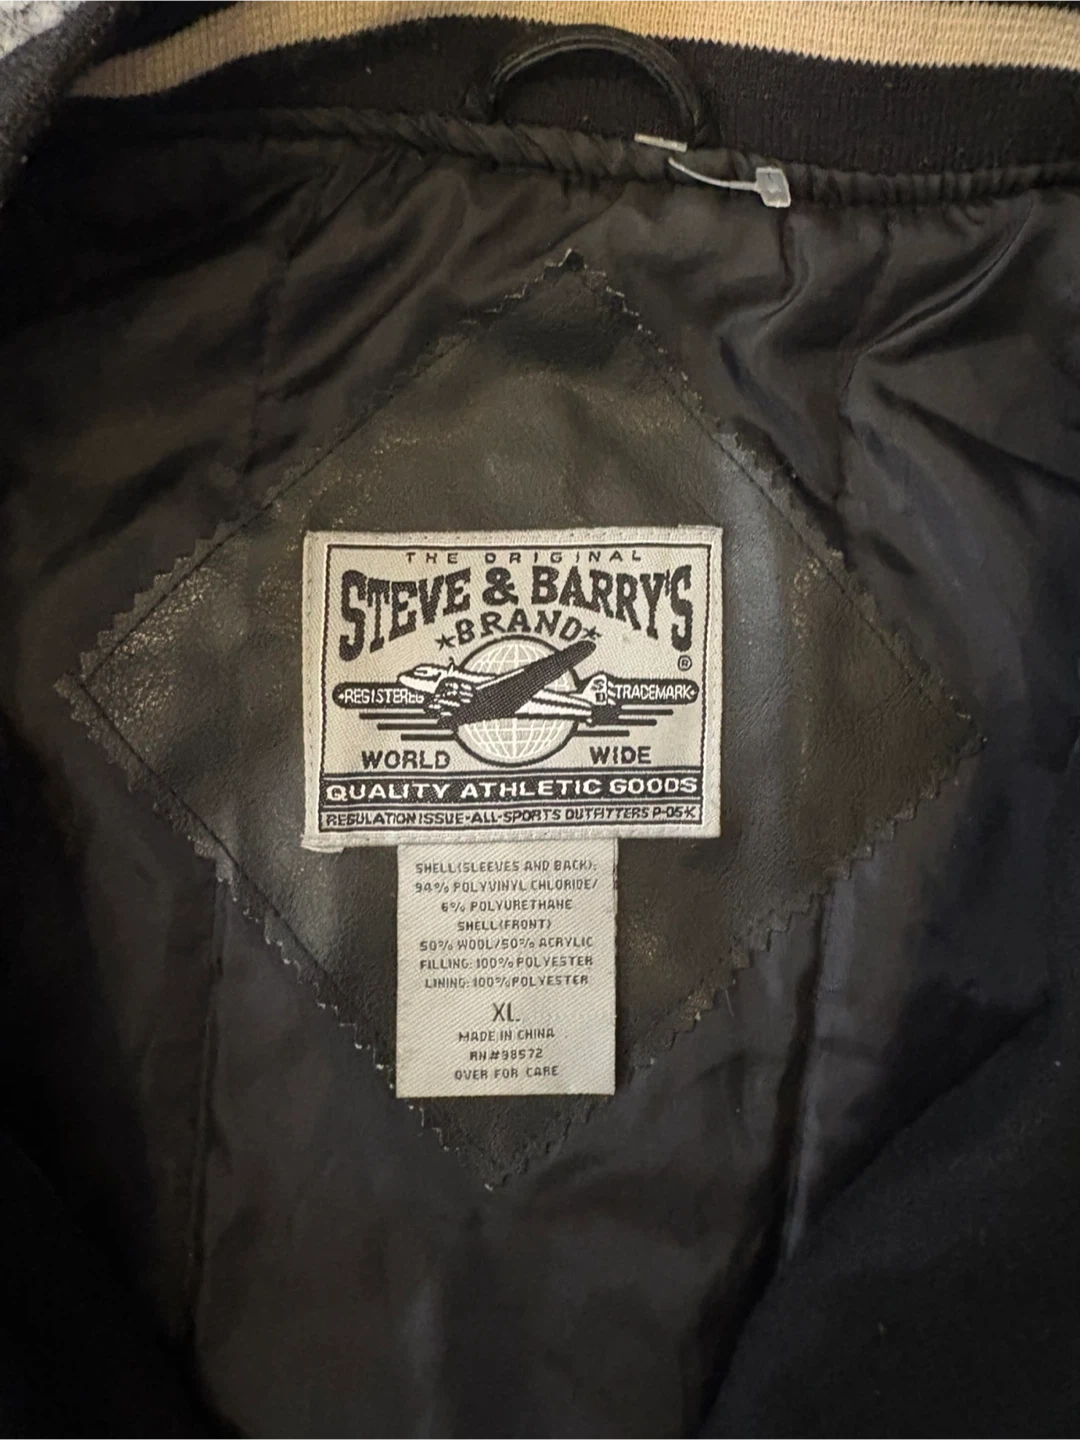 THE ORIGINAL
STEVE & BARRY'S
★BRAND★
®
REGISTERED TRADEMARK
WORLD WIDE
QUALITY ATHLETIC GOODS
REGULATION ISSUE-ALL-SPORTS OUTFITTERS P-05-K
SHELL(SLEEVES AND BACK):
94% POLYVINYL CHLORIDE/
6% POLYURETHANE
SHELL(FRONT)
50% WOOL/50% ACRYLIC
FILLING: 100% POLYESTER
LINING: 100% POLYESTER
XL
MADE IN CHINA
RN#98572
OVER FOR CARE